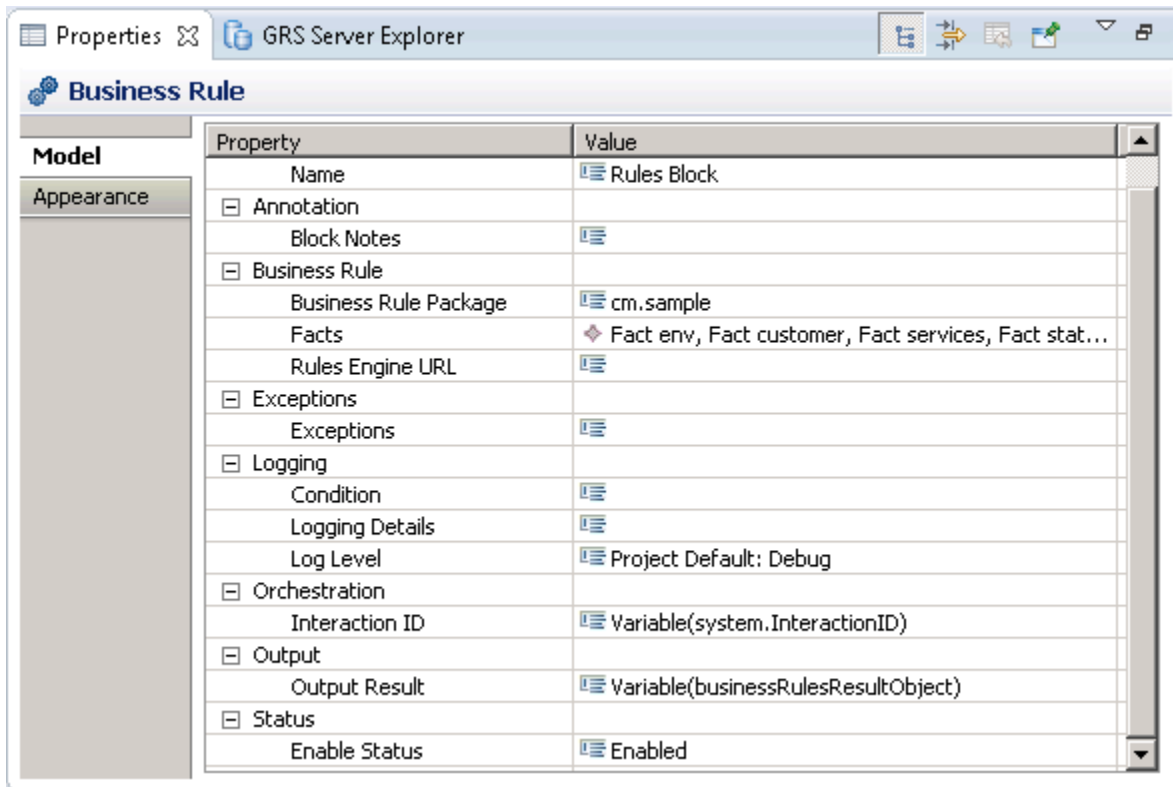 Properties GRS Server Explorer
Business Rule
Model
Appearance
Property Value
Name Rules Block
Annotation
Block Notes
Business Rule
Business Rule Package cm.sample
Facts Fact env, Fact customer, Fact services, Fact stat...
Rules Engine URL
Exceptions
Exceptions
Logging
Condition
Logging Details
Log Level Project Default: Debug
Orchestration
Interaction ID Variable(system.InteractionID)
Output
Output Result Variable(businessRulesResultObject)
Status
Enable Status Enabled